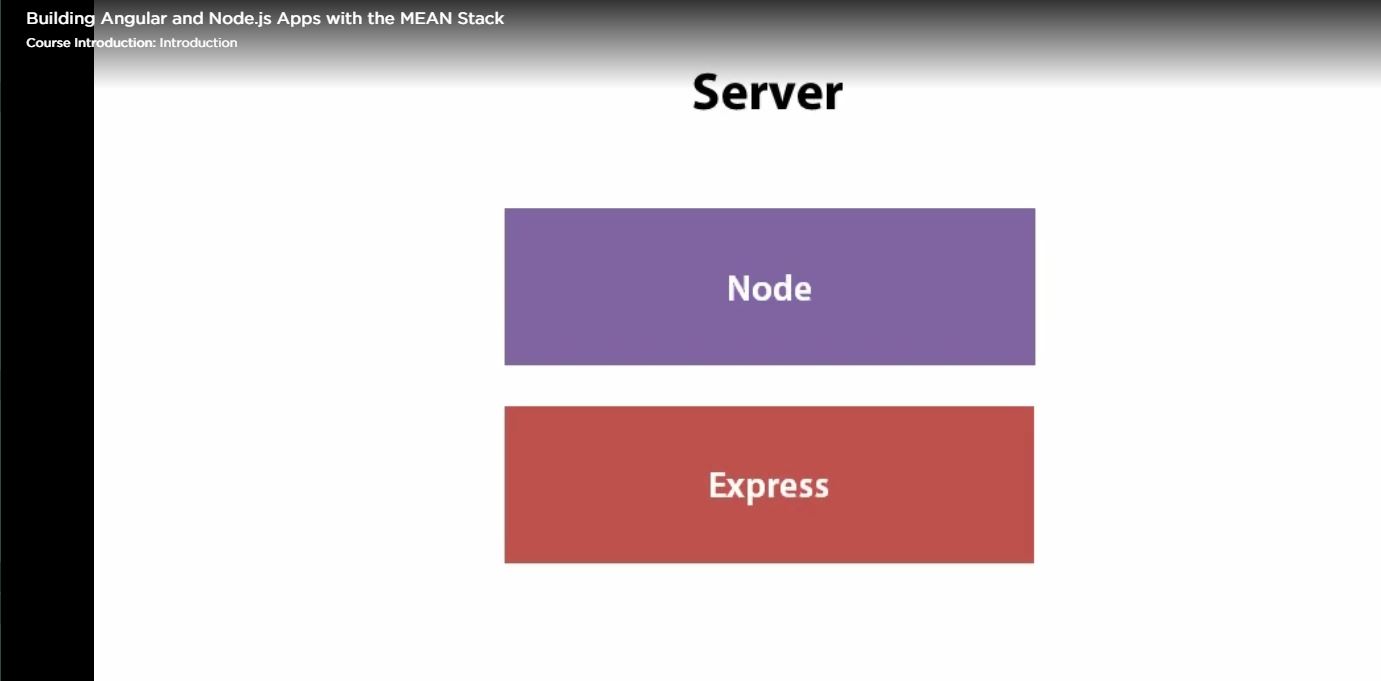 Building Angular and Node.js Apps with the MEAN Stack
Course Introduction: Introduction
Server
Node
Express